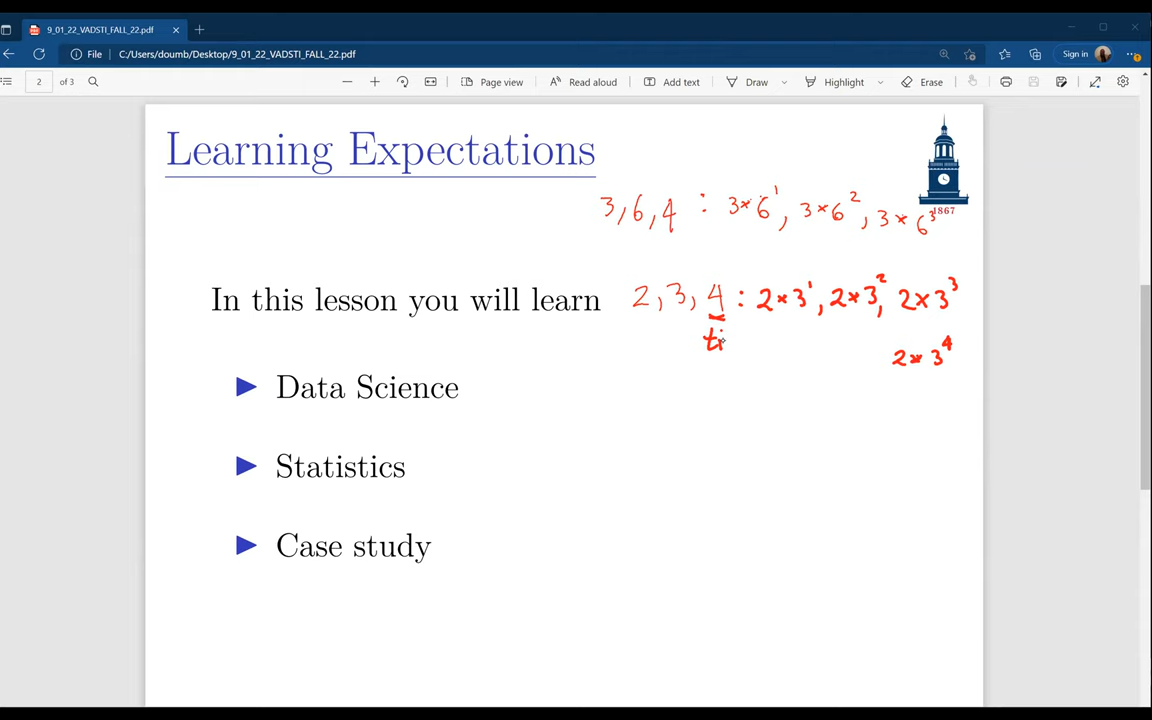 9_01_22_VADSTI_FALL_22.pdf
File C:/Users/doumb/Desktop/9_01_22_VADSTI_FALL_22.pdf Sign in
2 of 3 Page view Read aloud Add text Draw Highlight Erase
Learning Expectations
1867
3,6,4 : 3×6¹, 3×6², 3×6³
In this lesson you will learn
2,3,4 : 2×3¹, 2×3², 2×3³
ti
2×3⁴
Data Science
Statistics
Case study